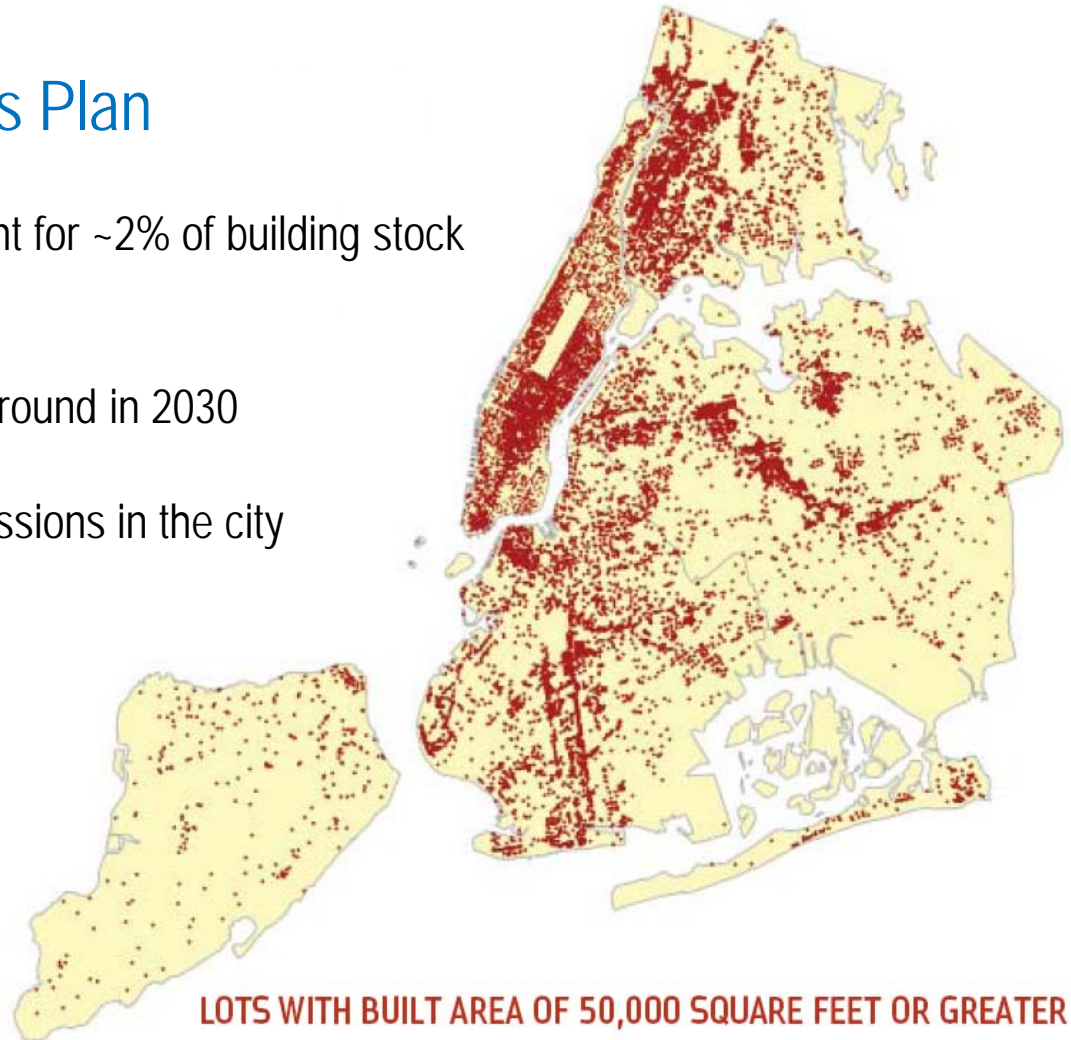 s Plan
nt for ~2% of building stock
round in 2030
ssions in the city
LOTS WITH BUILT AREA OF 50,000 SQUARE FEET OR GREATER